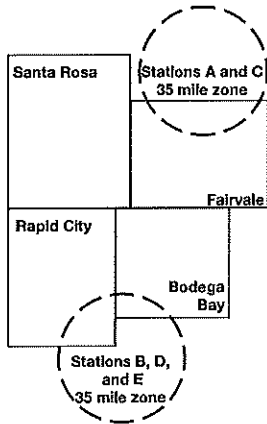 Santa Rosa
Stations A and C
35 mile zone
Fairvale
Rapid City
Bodega
Bay
Stations B, D,
and E
35 mile zone